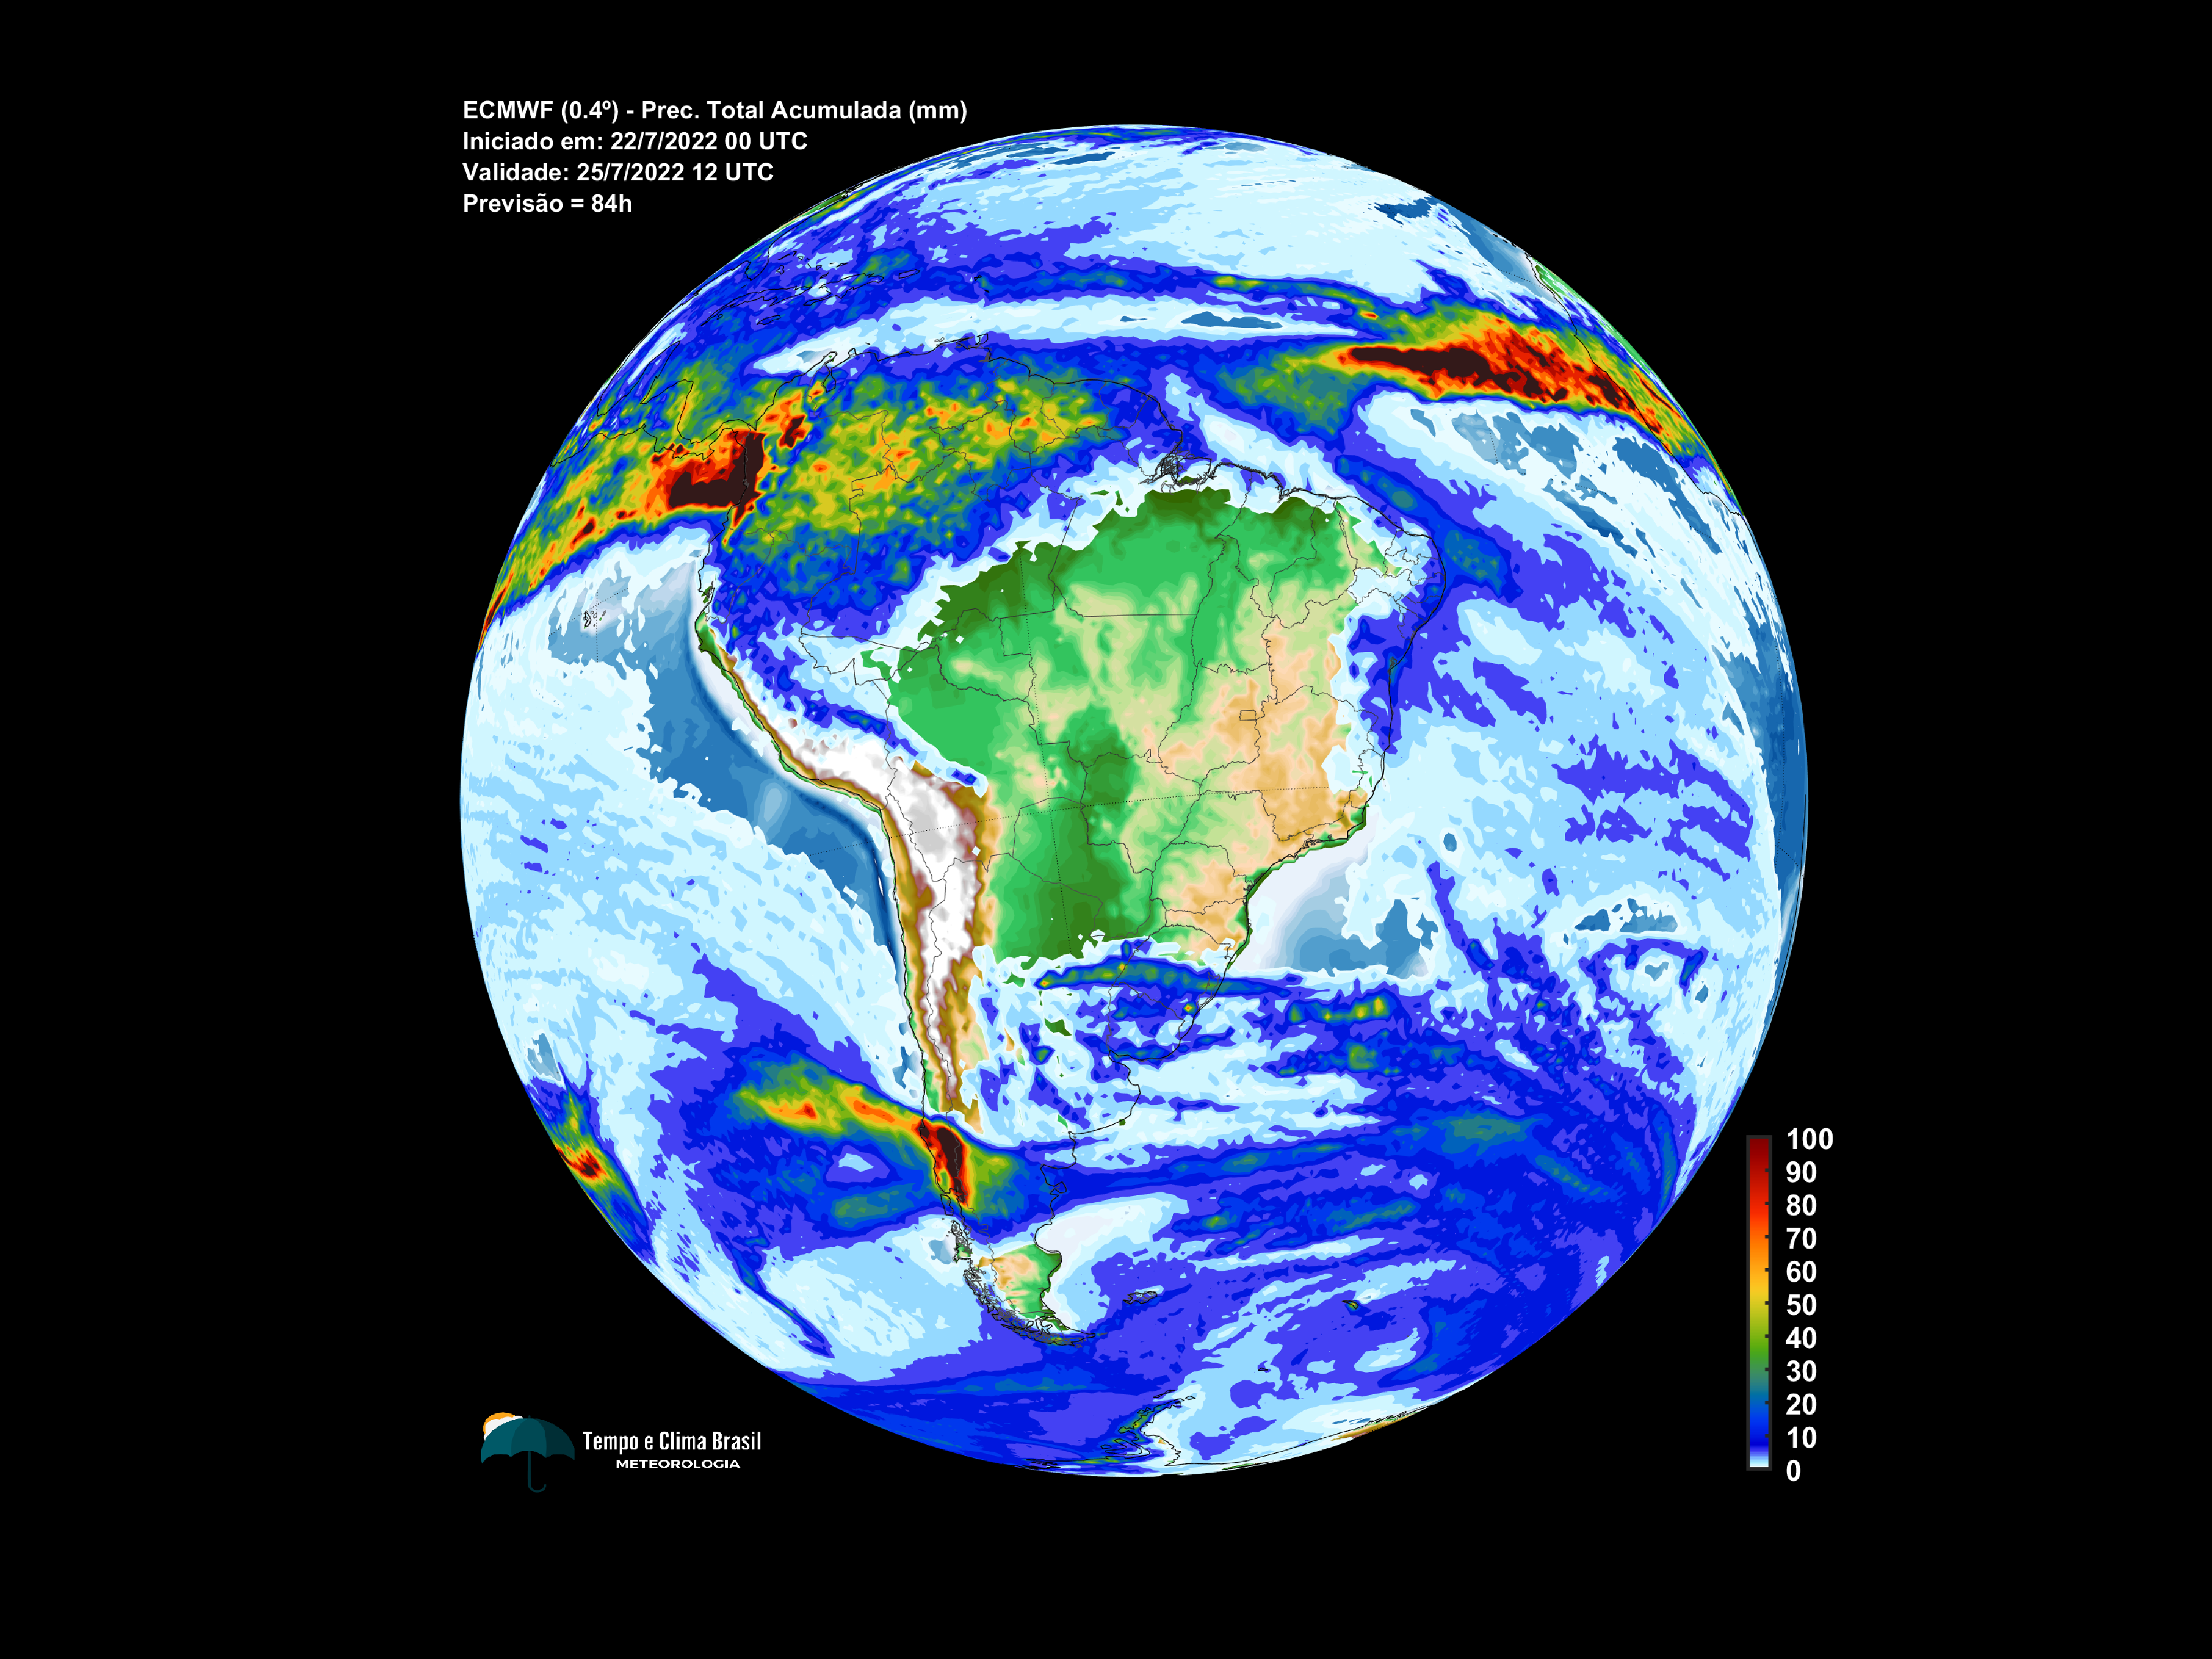 ECMWF (0.4º) - Prec. Total Acumulada (mm)
Iniciado em: 22/7/2022 00 UTC
Validade: 25/7/2022 12 UTC
Previsão = 84h
100
90
80
70
60
50
40
30
20
10
0
Tempo e Clima Brasil
METEOROLOGIA